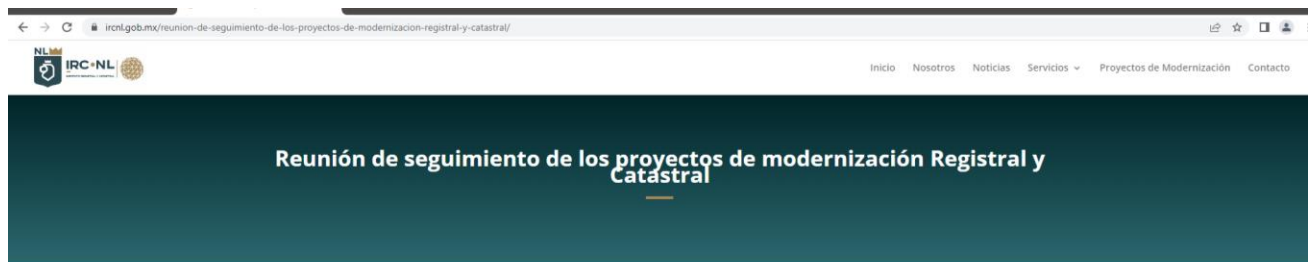 ircnl.gob.mx/reunion-de-seguimiento-de-los-proyectos-de-modernizacion-registral-y-catastral/
NL
IRC•NL
Inicio Nosotros Noticias Servicios Proyectos de Modernización Contacto
Reunión de seguimiento de los proyectos de modernización Registral y
Catastral